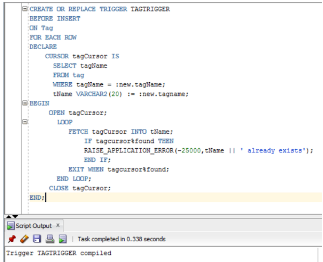 CREATE OR REPLACE TRIGGER TAGTRIGGER
BEFORE INSERT
ON Tag
FOR EACH ROW
DECLARE
CURSOR tagCursor IS
SELECT tagName
FROM tag
WHERE tagName = :new.tagName;
tName VARCHAR2(20) := :new.tagname;
BEGIN
OPEN tagCursor;
LOOP
FETCH tagCursor INTO tName;
IF tagcursor%found THEN
RAISE_APPLICATION_ERROR(-25000,tName || ' already exists');
END IF;
EXIT WHEN tagcursor%found;
END LOOP;
CLOSE tagCursor;
END;
Script Output ×
Task completed in 0.338 seconds
Trigger TAGTRIGGER compiled